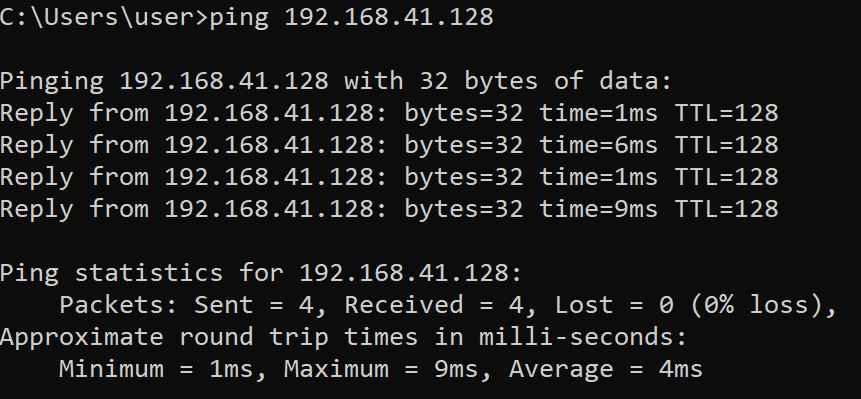 C:\Users\user>ping 192.168.41.128
Pinging 192.168.41.128 with 32 bytes of data:
Reply from 192.168.41.128: bytes=32 time=1ms TTL=128
Reply from 192.168.41.128: bytes=32 time=6ms TTL=128
Reply from 192.168.41.128: bytes=32 time=1ms TTL=128
Reply from 192.168.41.128: bytes=32 time=9ms TTL=128
Ping statistics for 192.168.41.128:
    Packets: Sent = 4, Received = 4, Lost = 0 (0% loss),
Approximate round trip times in milli-seconds:
    Minimum = 1ms, Maximum = 9ms, Average = 4ms